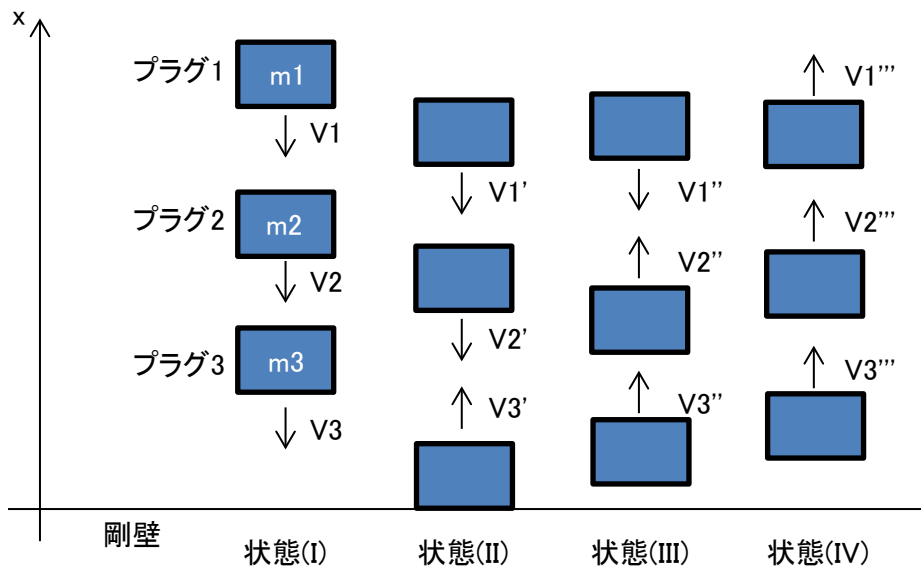 x
プラグ1
m1
V1
プラグ2
m2
V2
プラグ3
m3
V3
V1'
V2'
V3'
V1''
V2''
V3''
V1'''
V2'''
V3'''
剛壁
状態(I)
状態(II)
状態(III)
状態(IV)